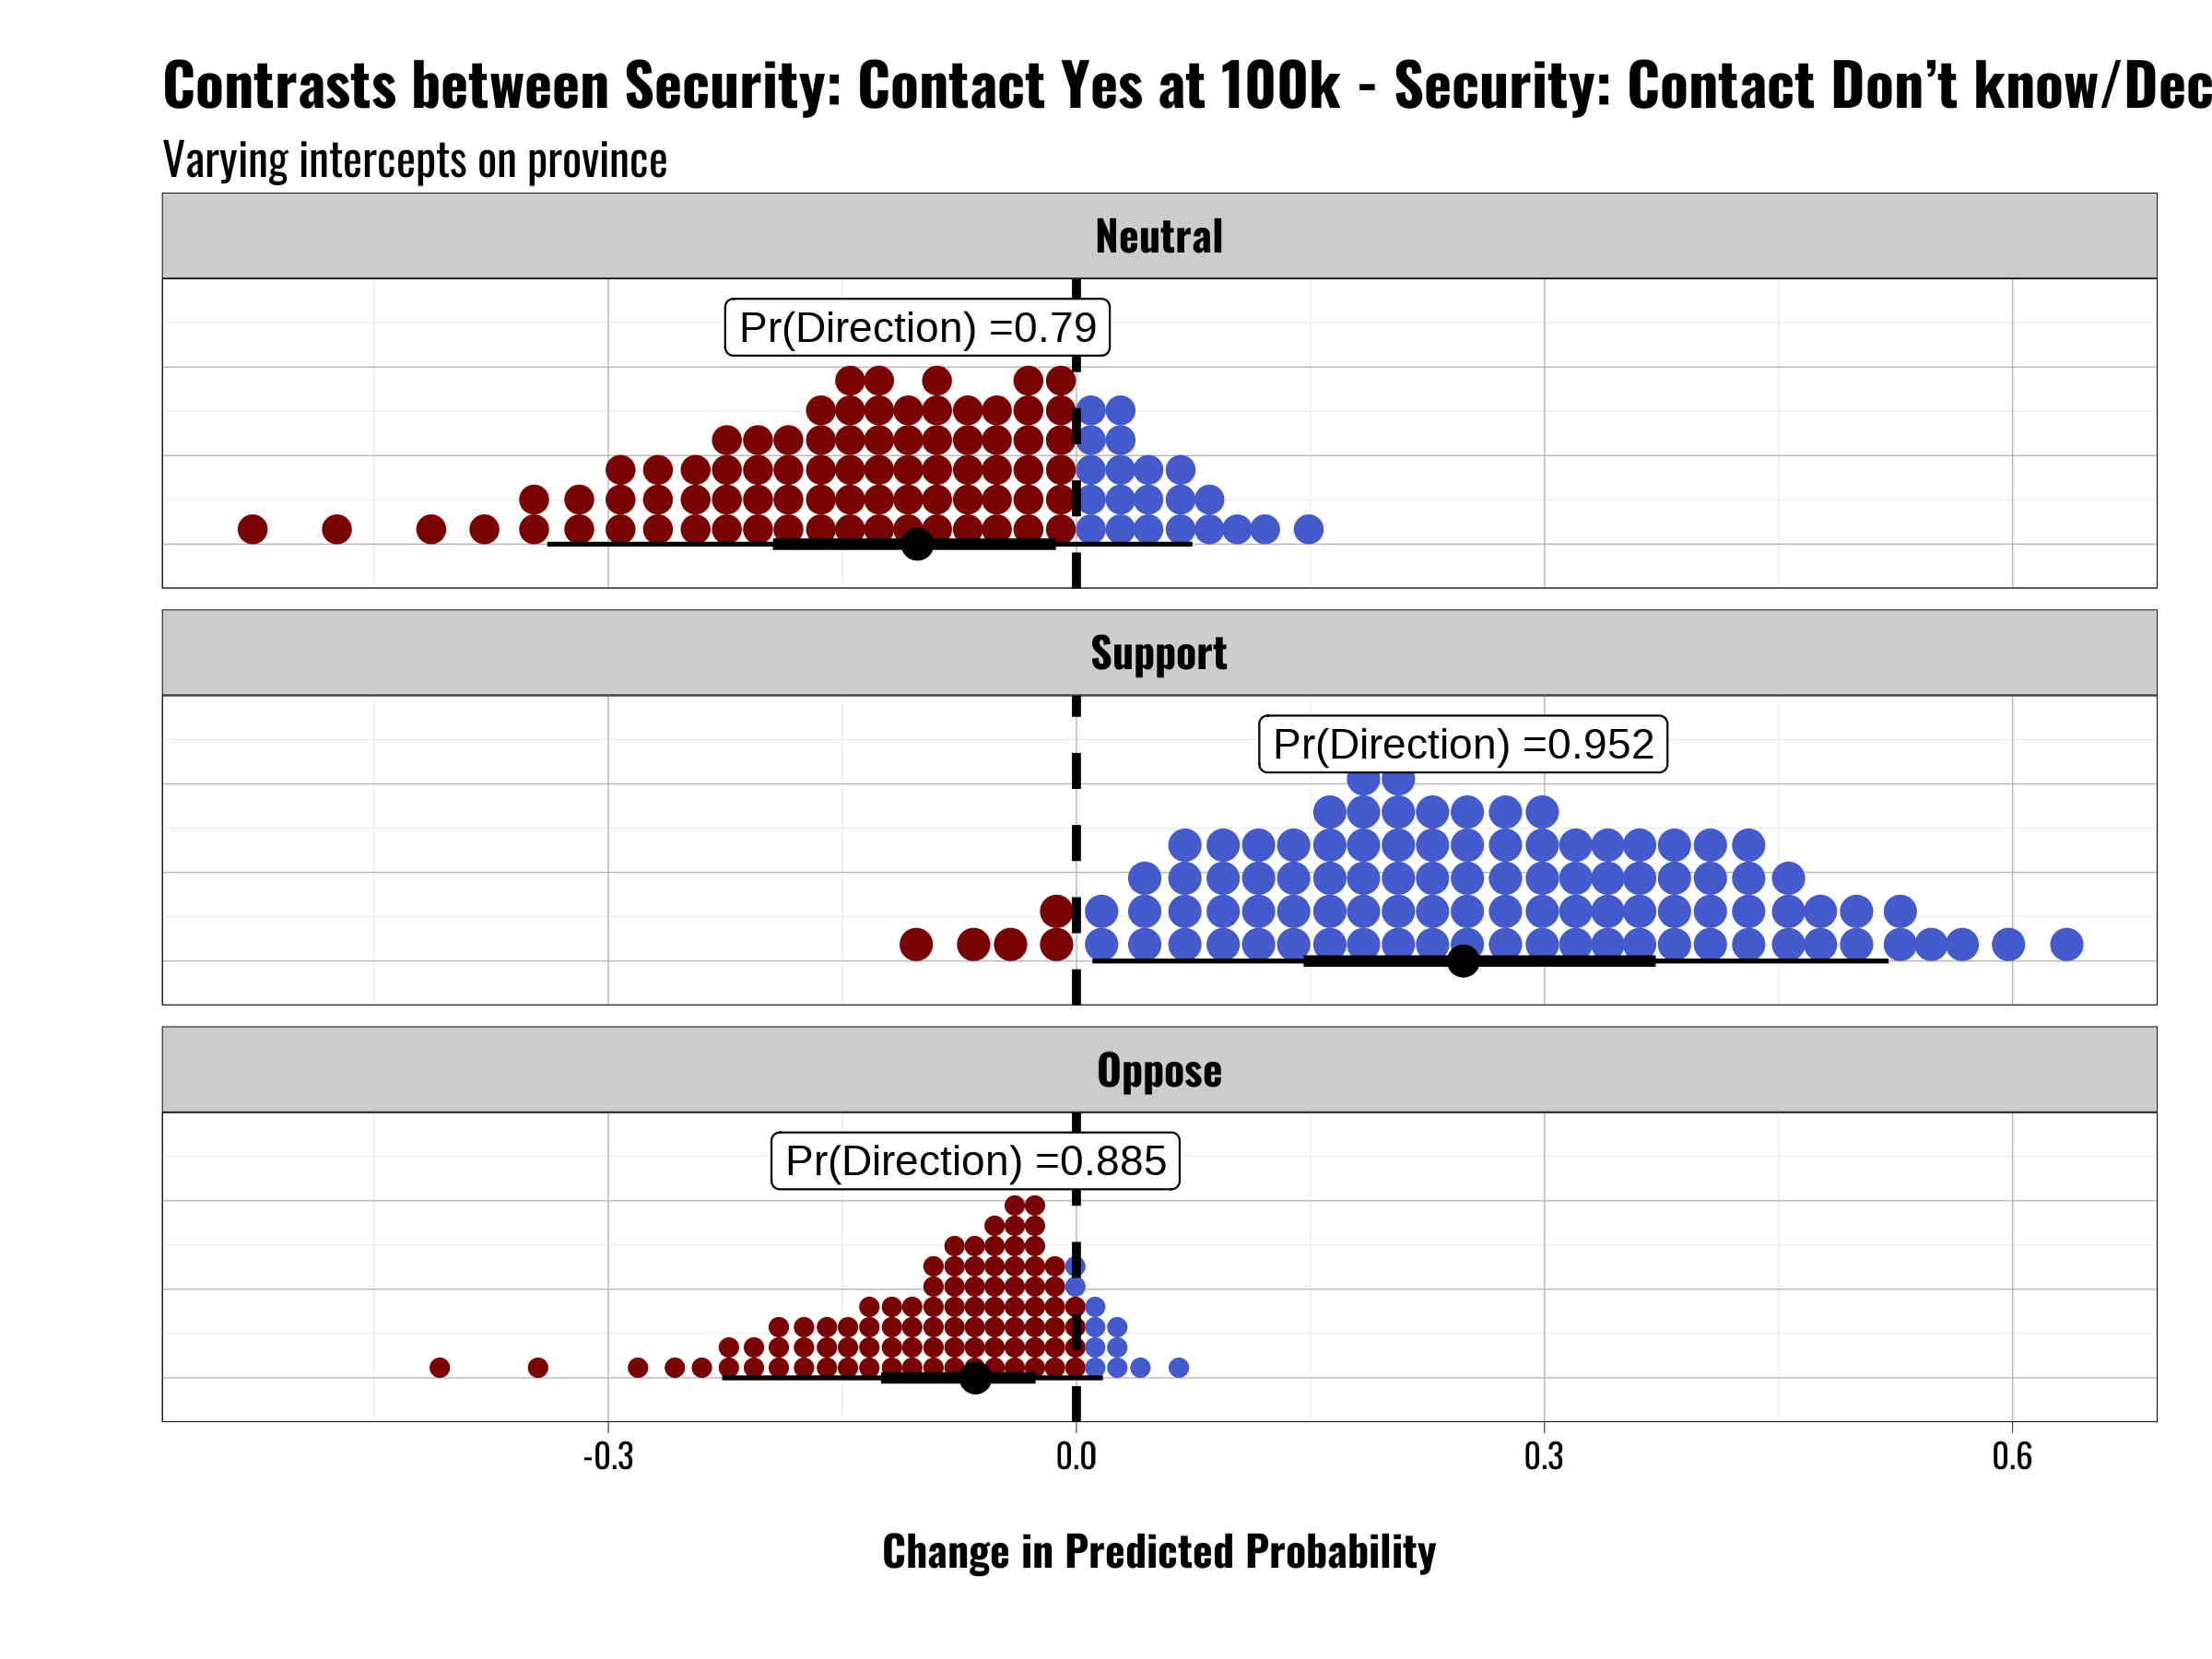 Contrasts between Security: Contact Yes at 100k - Security: Contact Don’t know/Dec
Varying intercepts on province
Neutral
Pr(Direction) =0.79
Support
Pr(Direction) =0.952
Oppose
Pr(Direction) =0.885
-0.3 0.0 0.3 0.6
Change in Predicted Probability